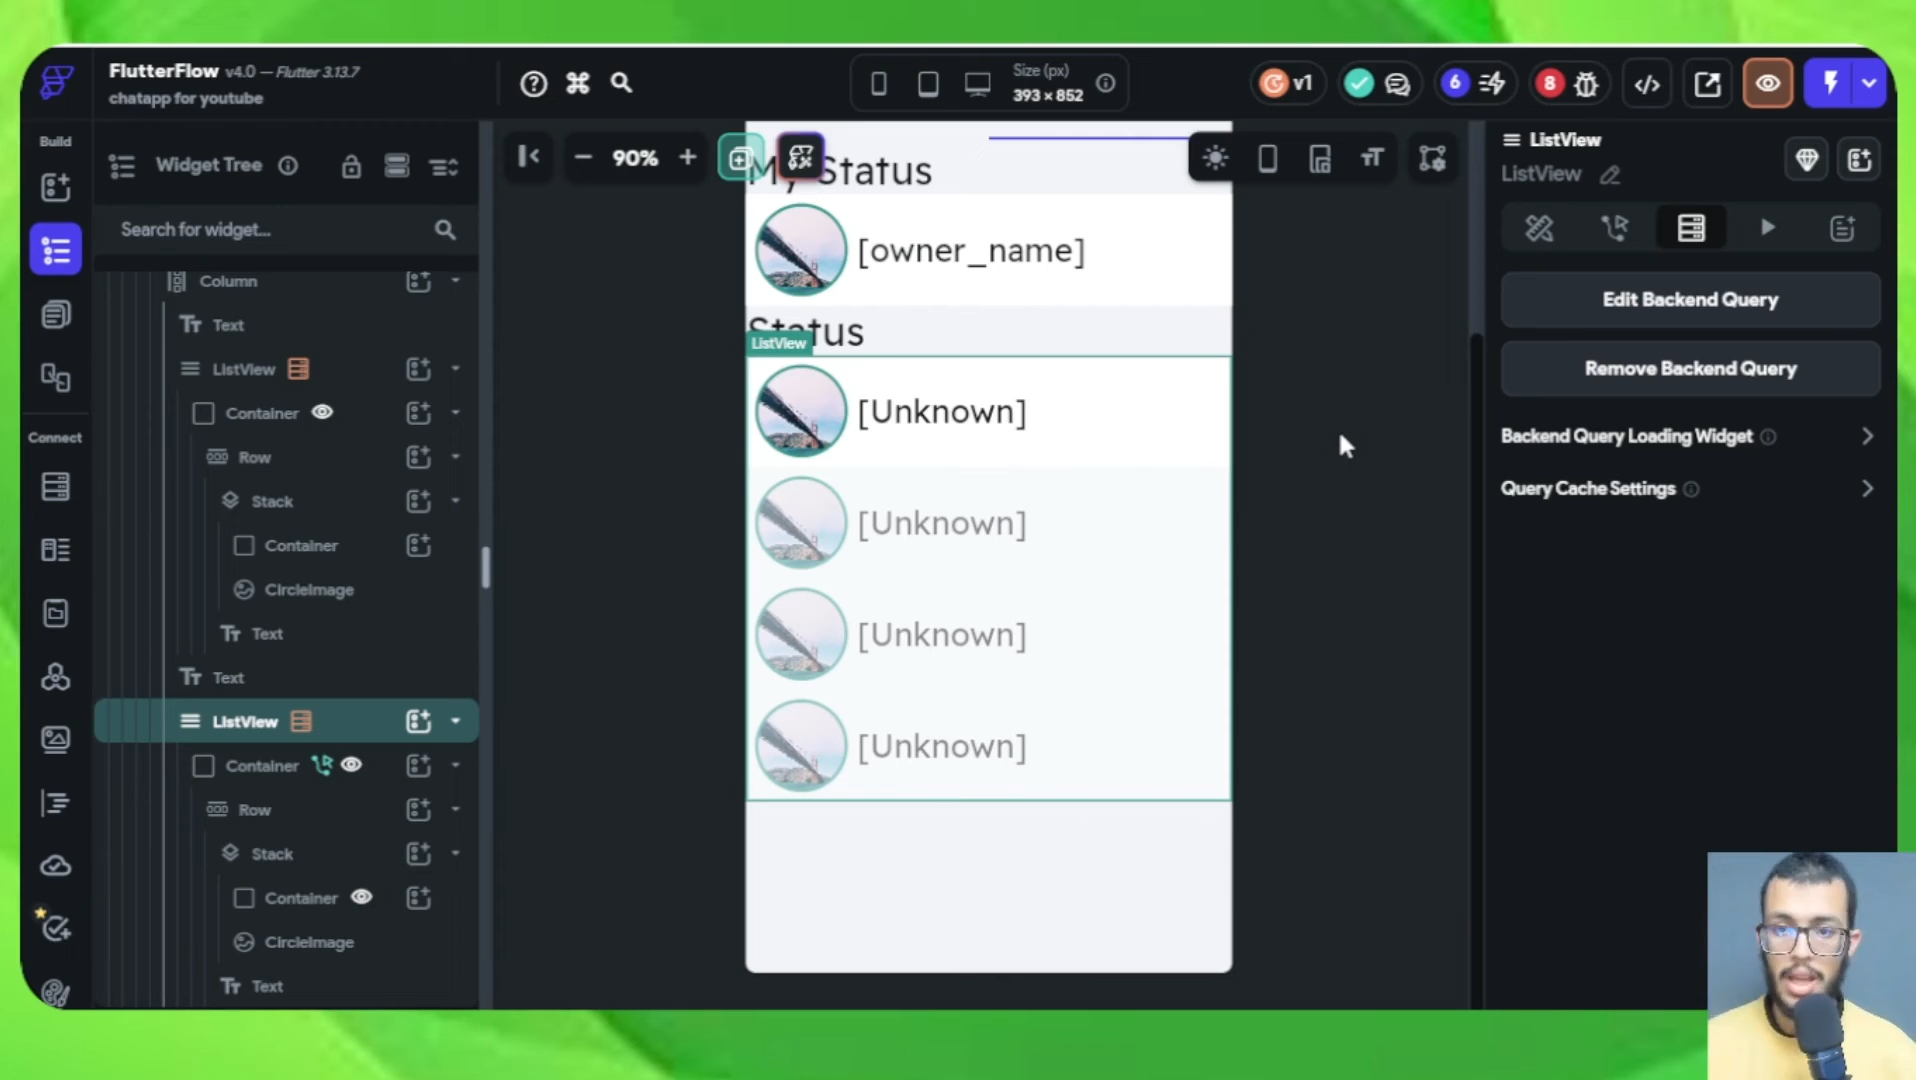 FlutterFlow v4.0 — Flutter 3.13.7
chatapp for youtube
Size (px)
393 × 852
v1
6
8
Build
Connect
Widget Tree
Search for widget...
Column
Text
ListView
Container
Row
Stack
Container
CircleImage
Text
Text
ListView
Container
Row
Stack
Container
CircleImage
Text
90%
My Status
[owner_name]
Status
ListView
[Unknown]
[Unknown]
[Unknown]
[Unknown]
ListView
ListView
Edit Backend Query
Remove Backend Query
Backend Query Loading Widget
Query Cache Settings